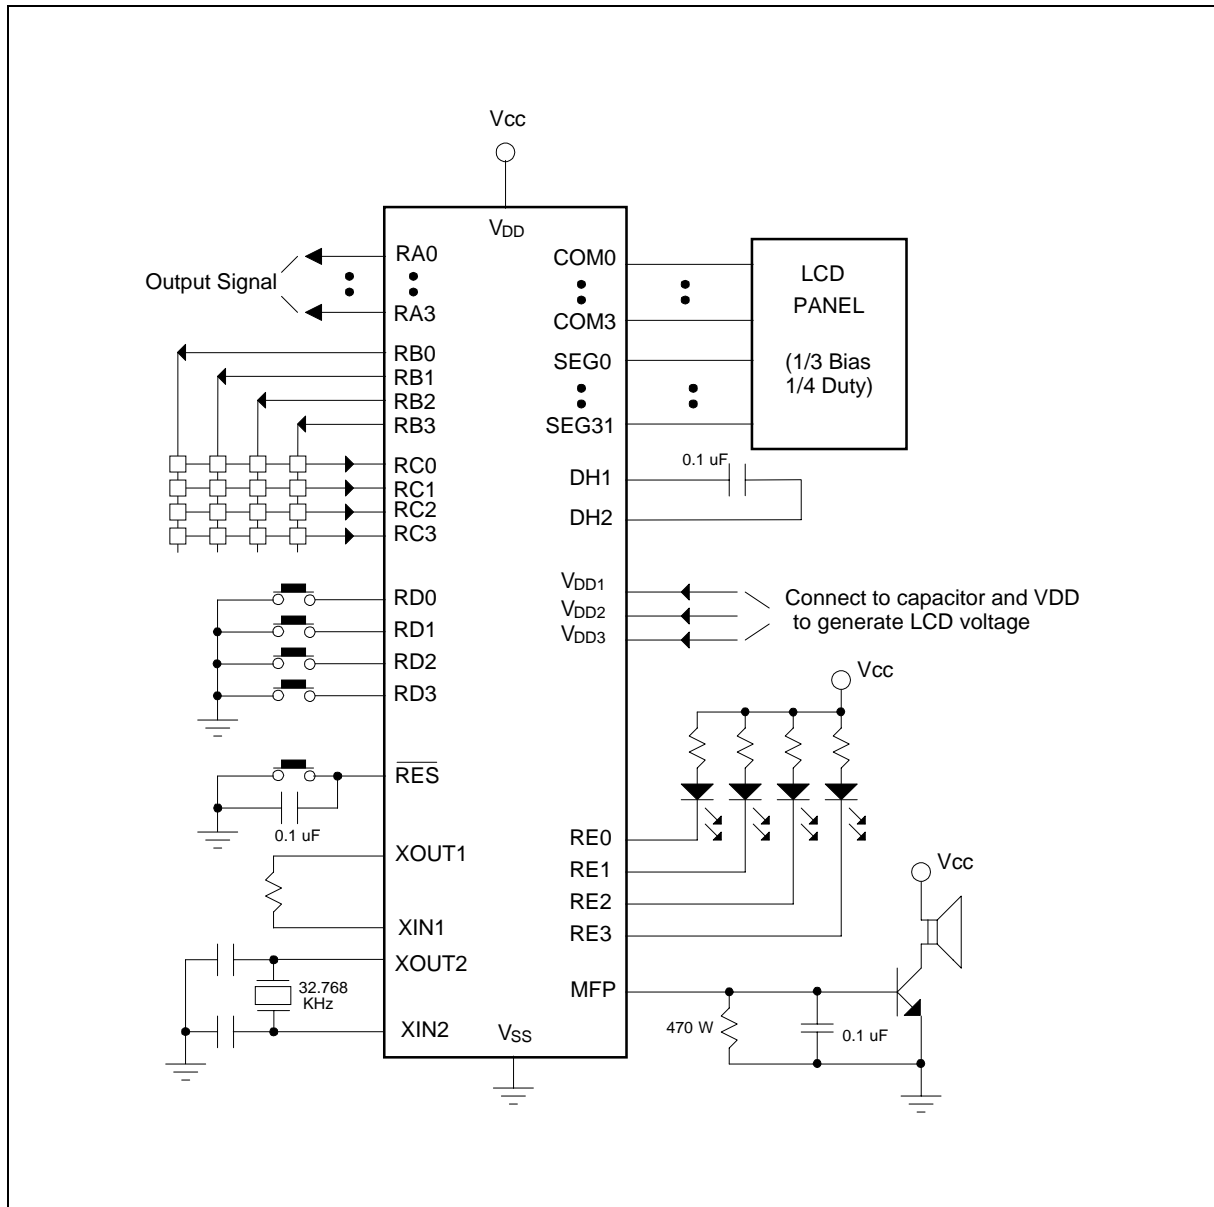 Vcc
VDD
RA0
Output Signal
RA3
RB0
RB1
RB2
RB3
RC0
RC1
RC2
RC3
RD0
RD1
RD2
RD3
RES
0.1 uF
XOUT1
XIN1
XOUT2
32.768
KHz
XIN2
VSS
COM0
COM3
SEG0
SEG31
LCD
PANEL
(1/3 Bias
1/4 Duty)
0.1 uF
DH1
DH2
VDD1
VDD2
VDD3
Connect to capacitor and VDD
to generate LCD voltage
Vcc
RE0
RE1
RE2
RE3
Vcc
MFP
470 W
0.1 uF